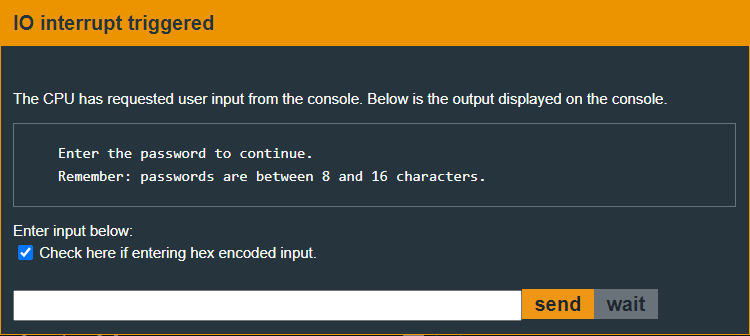 IO interrupt triggered
The CPU has requested user input from the console. Below is the output displayed on the console.
Enter the password to continue.
Remember: passwords are between 8 and 16 characters.
Enter input below:
Check here if entering hex encoded input.
send wait